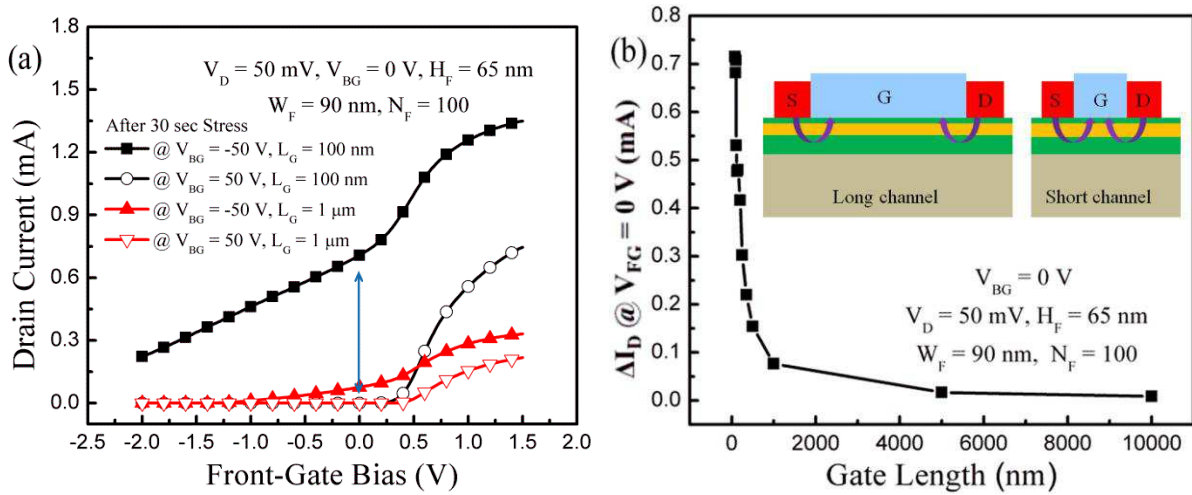 (a)
V_D = 50 mV, V_BG = 0 V, H_F = 65 nm
W_F = 90 nm, N_F = 100
After 30 sec Stress
@ V_BG = -50 V, L_G = 100 nm
@ V_BG = 50 V, L_G = 100 nm
@ V_BG = -50 V, L_G = 1 μm
@ V_BG = 50 V, L_G = 1 μm
Drain Current (mA)
1.8
1.5
1.2
0.9
0.6
0.3
0.0
-2.5 -2.0 -1.5 -1.0 -0.5 0.0 0.5 1.0 1.5 2.0
Front-Gate Bias (V)
(b)
ΔI_D @ V_FG = 0 V (mA)
0.8
0.7
0.6
0.5
0.4
0.3
0.2
0.1
0.0
S G D
Long channel
S G D
Short channel
V_BG = 0 V
V_D = 50 mV, H_F = 65 nm
W_F = 90 nm, N_F = 100
0 2000 4000 6000 8000 10000
Gate Length (nm)